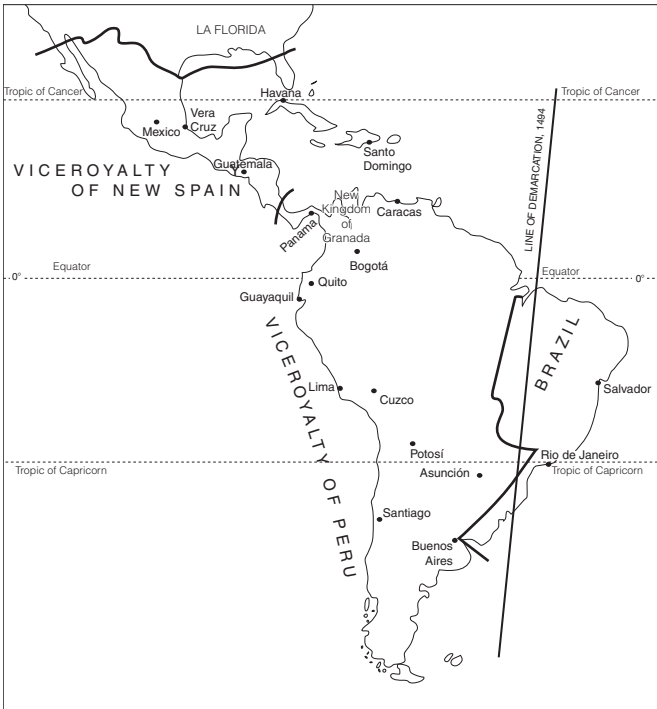 LA FLORIDA
Tropic of Cancer
Tropic of Cancer
Havana
Vera
Cruz
Mexico
Santo
Domingo
Guatemala
VICEROYALTY
OF NEW SPAIN
LINE OF DEMARCATION, 1494
New
Kingdom
of
Granada
Caracas
Panama
Bogotá
Equator
Equator
0°
0°
Quito
Guayaquil
BRAZIL
VICEROYALTY OF PERU
Lima
Cuzco
Salvador
Potosí
Rio de Janeiro
Tropic of Capricorn
Tropic of Capricorn
Asunción
Santiago
Buenos
Aires